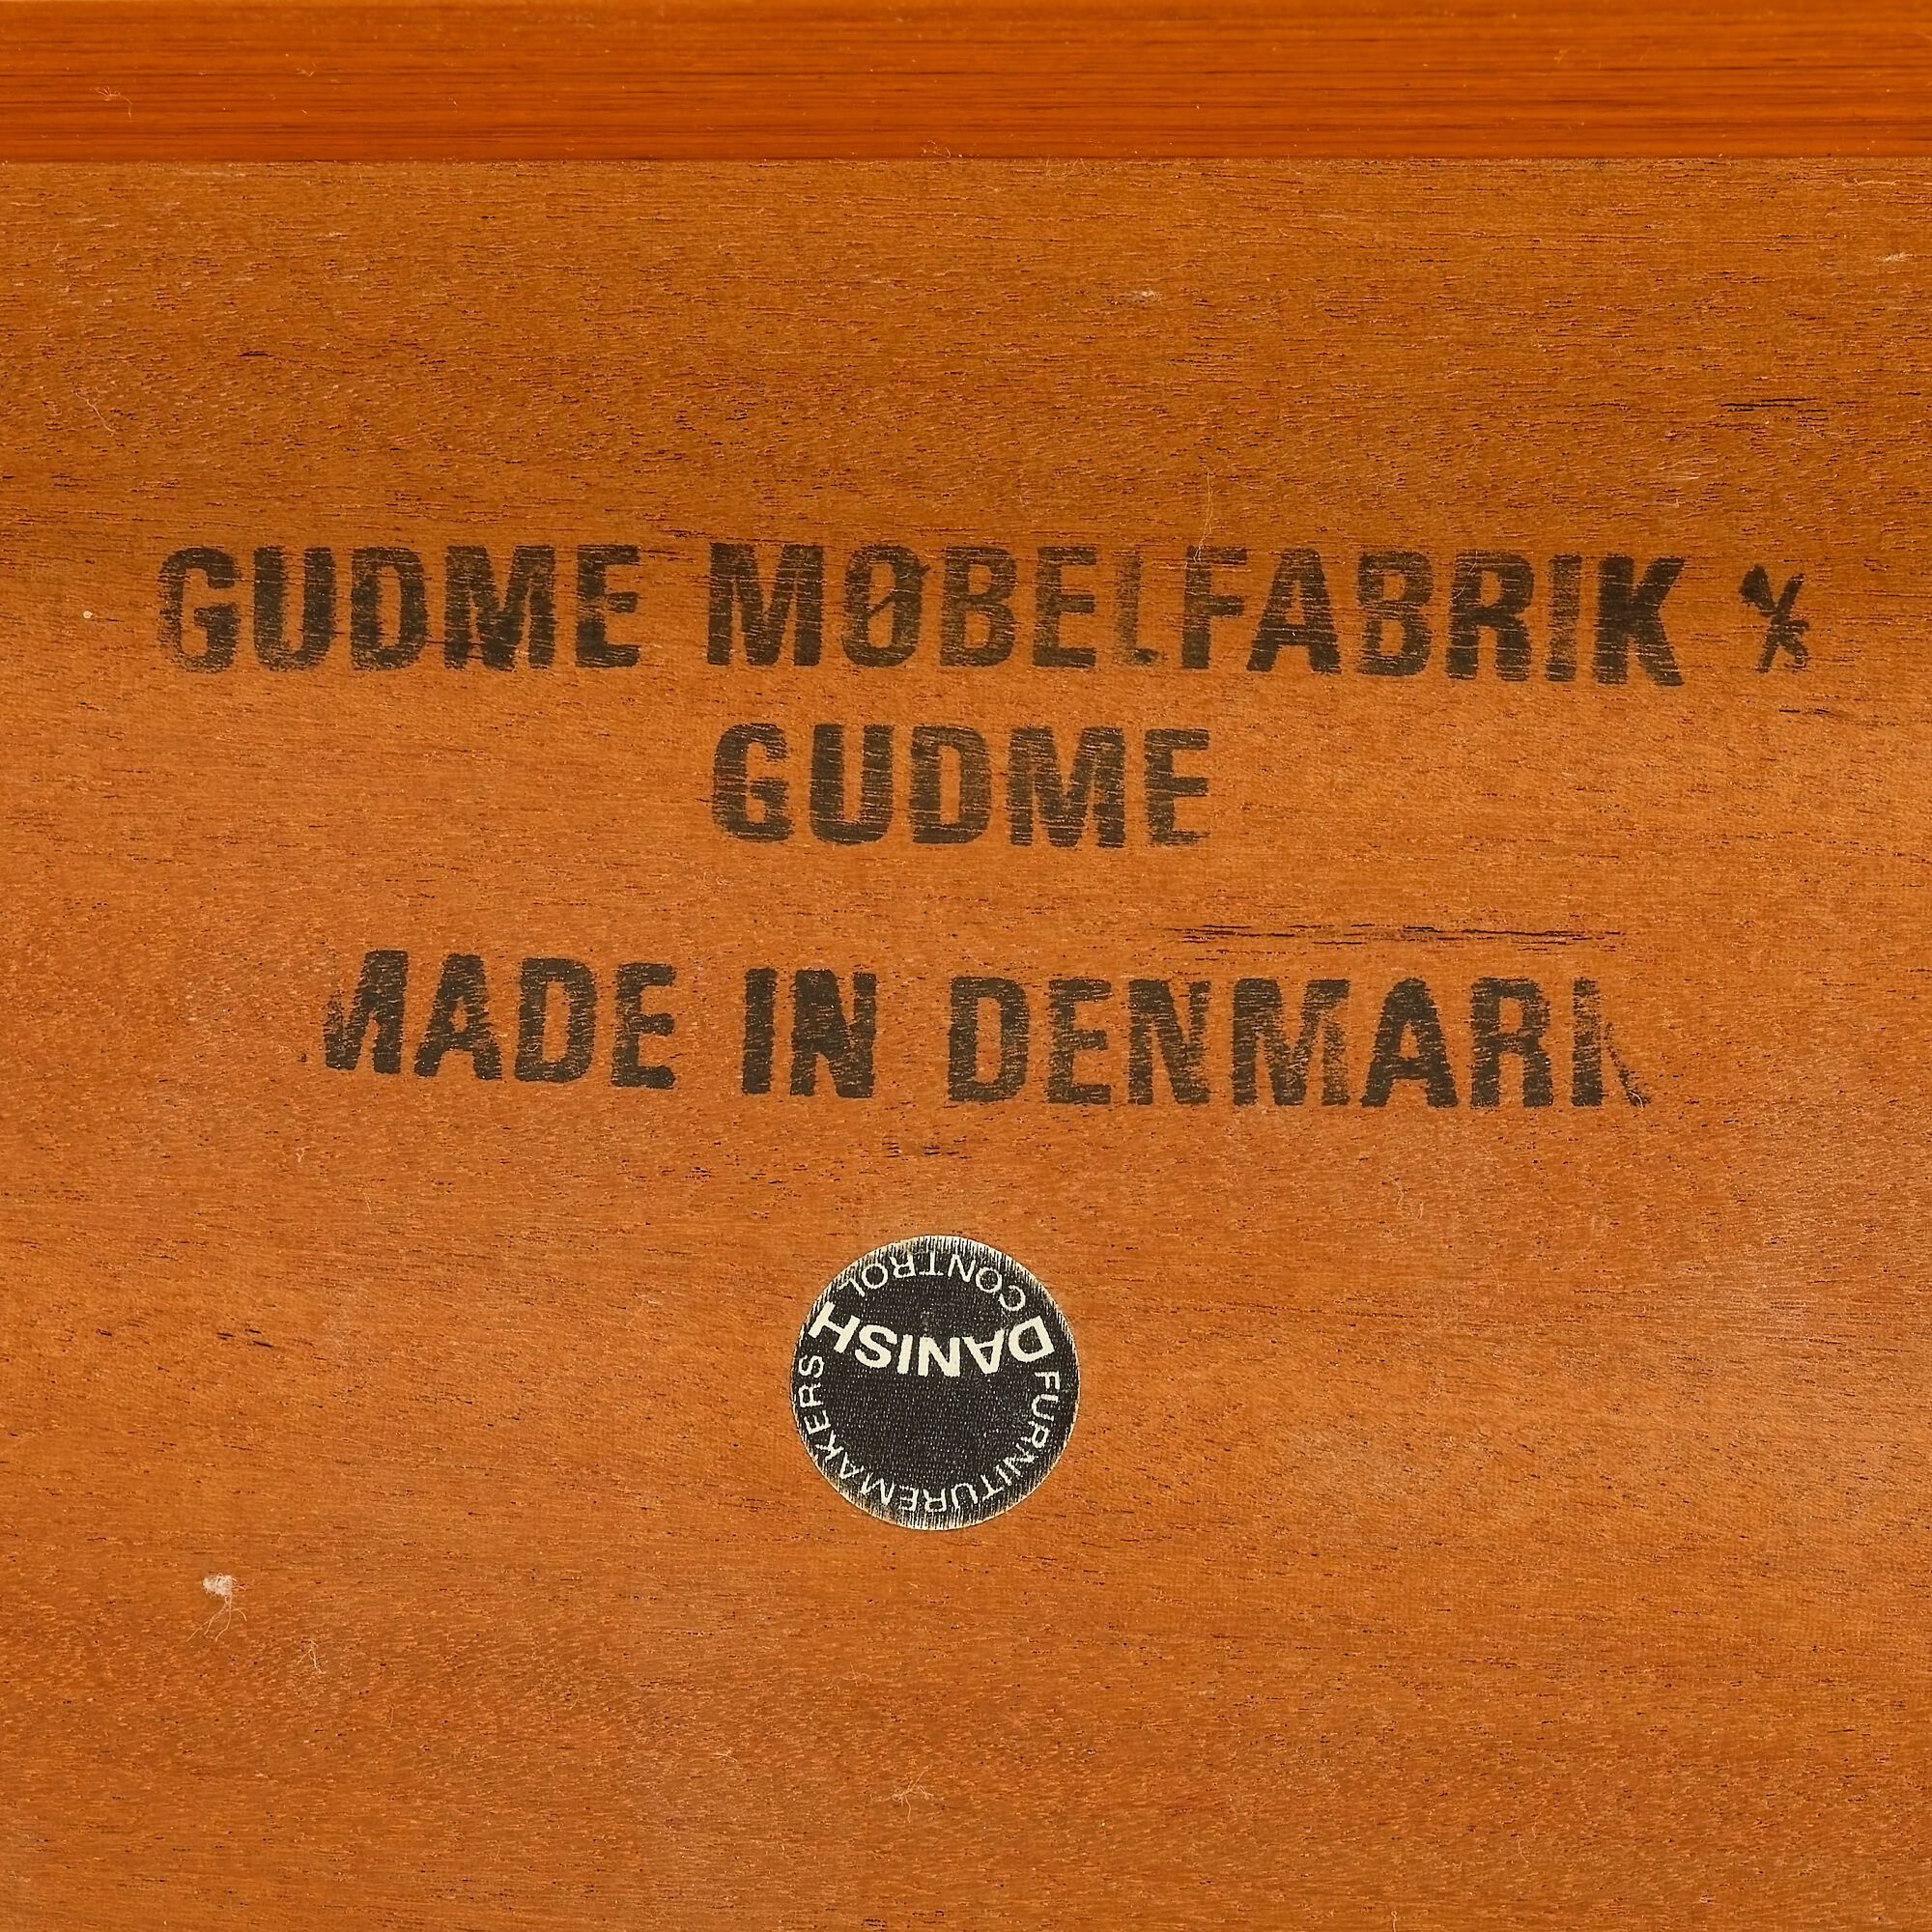 GUDME MØBELFABRIK A/S
GUDME
MADE IN DENMARK
DANISH
FURNITUREMAKERS
CONTROL